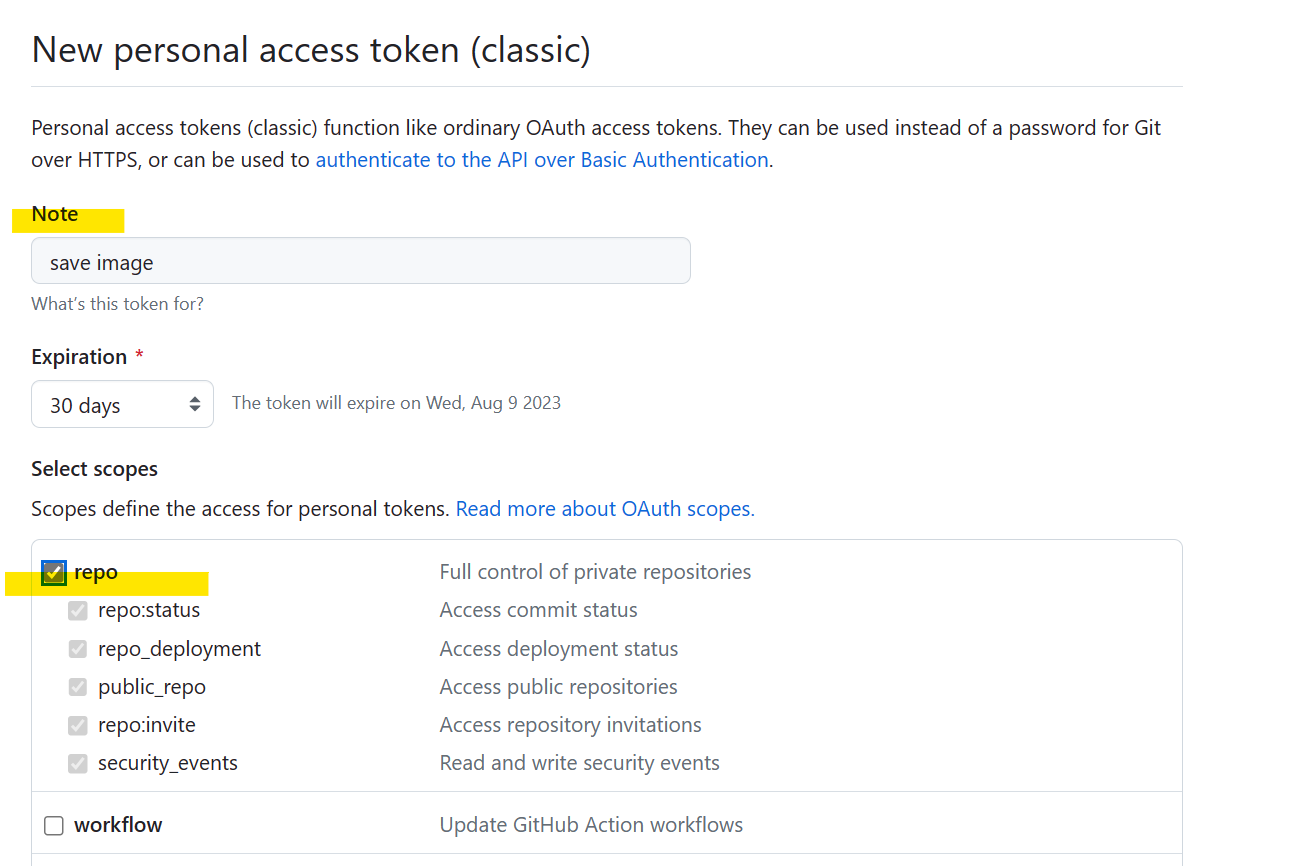 New personal access token (classic)
Personal access tokens (classic) function like ordinary OAuth access tokens. They can be used instead of a password for Git
over HTTPS, or can be used to authenticate to the API over Basic Authentication.
Note
save image
What's this token for?
Expiration *
30 days The token will expire on Wed, Aug 9 2023
Select scopes
Scopes define the access for personal tokens. Read more about OAuth scopes.
repo Full control of private repositories
repo:status Access commit status
repo_deployment Access deployment status
public_repo Access public repositories
repo:invite Access repository invitations
security_events Read and write security events
workflow Update GitHub Action workflows